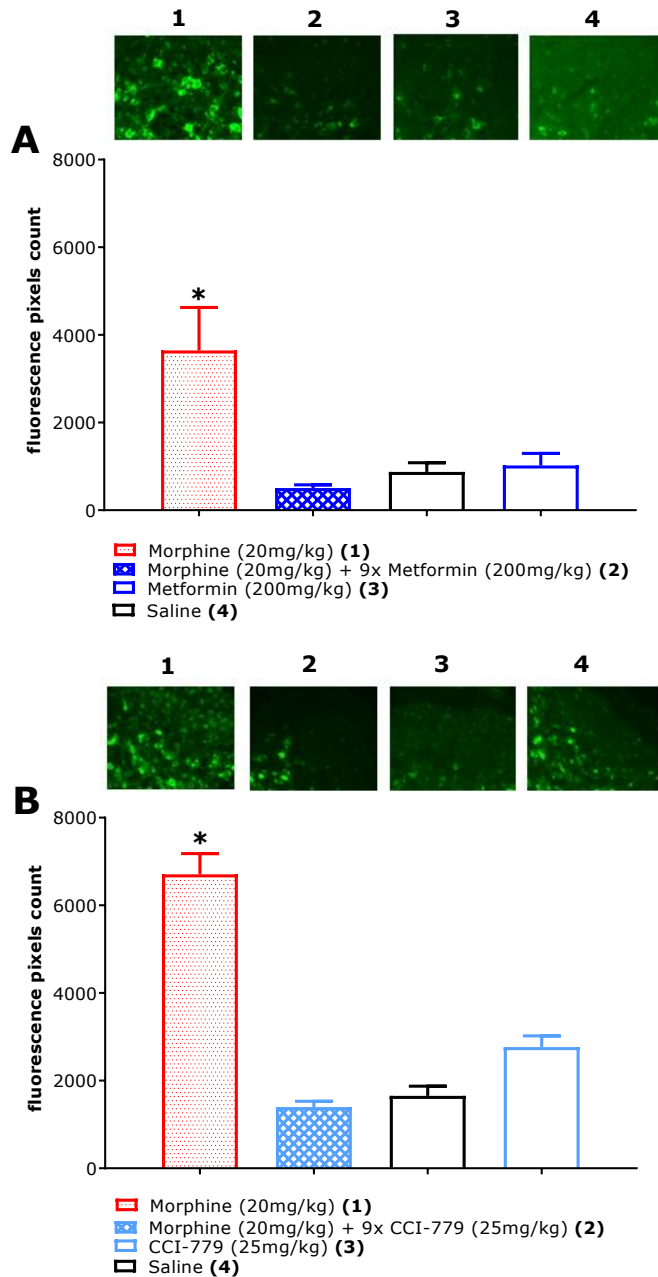 1 2 3 4
A
fluorescence pixels count
8000
6000
4000
2000
0
*
Morphine (20mg/kg) (1)
Morphine (20mg/kg) + 9x Metformin (200mg/kg) (2)
Metformin (200mg/kg) (3)
Saline (4)
1 2 3 4
B
fluorescence pixels count
8000
6000
4000
2000
0
*
Morphine (20mg/kg) (1)
Morphine (20mg/kg) + 9x CCI-779 (25mg/kg) (2)
CCI-779 (25mg/kg) (3)
Saline (4)